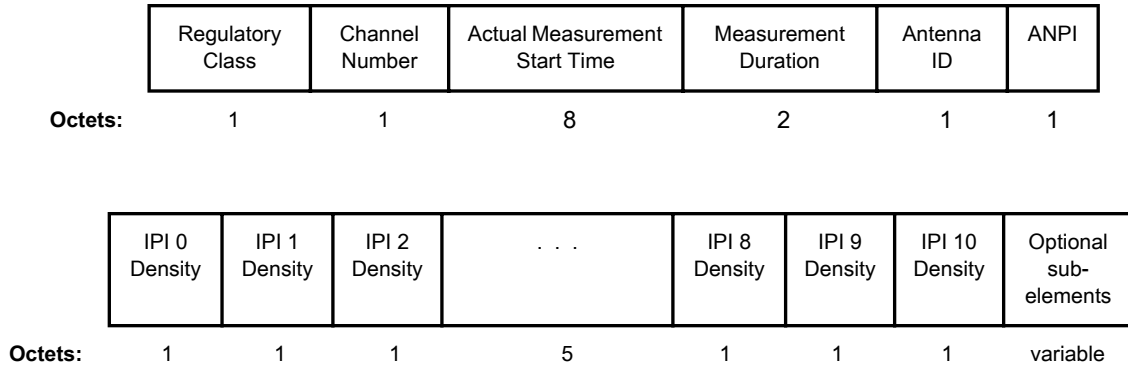 Regulatory Class
Channel Number
Actual Measurement Start Time
Measurement Duration
Antenna ID
ANPI
Octets: 1 1 8 2 1 1
IPI 0 Density
IPI 1 Density
IPI 2 Density
. . .
IPI 8 Density
IPI 9 Density
IPI 10 Density
Optional sub-elements
Octets: 1 1 1 5 1 1 1 variable